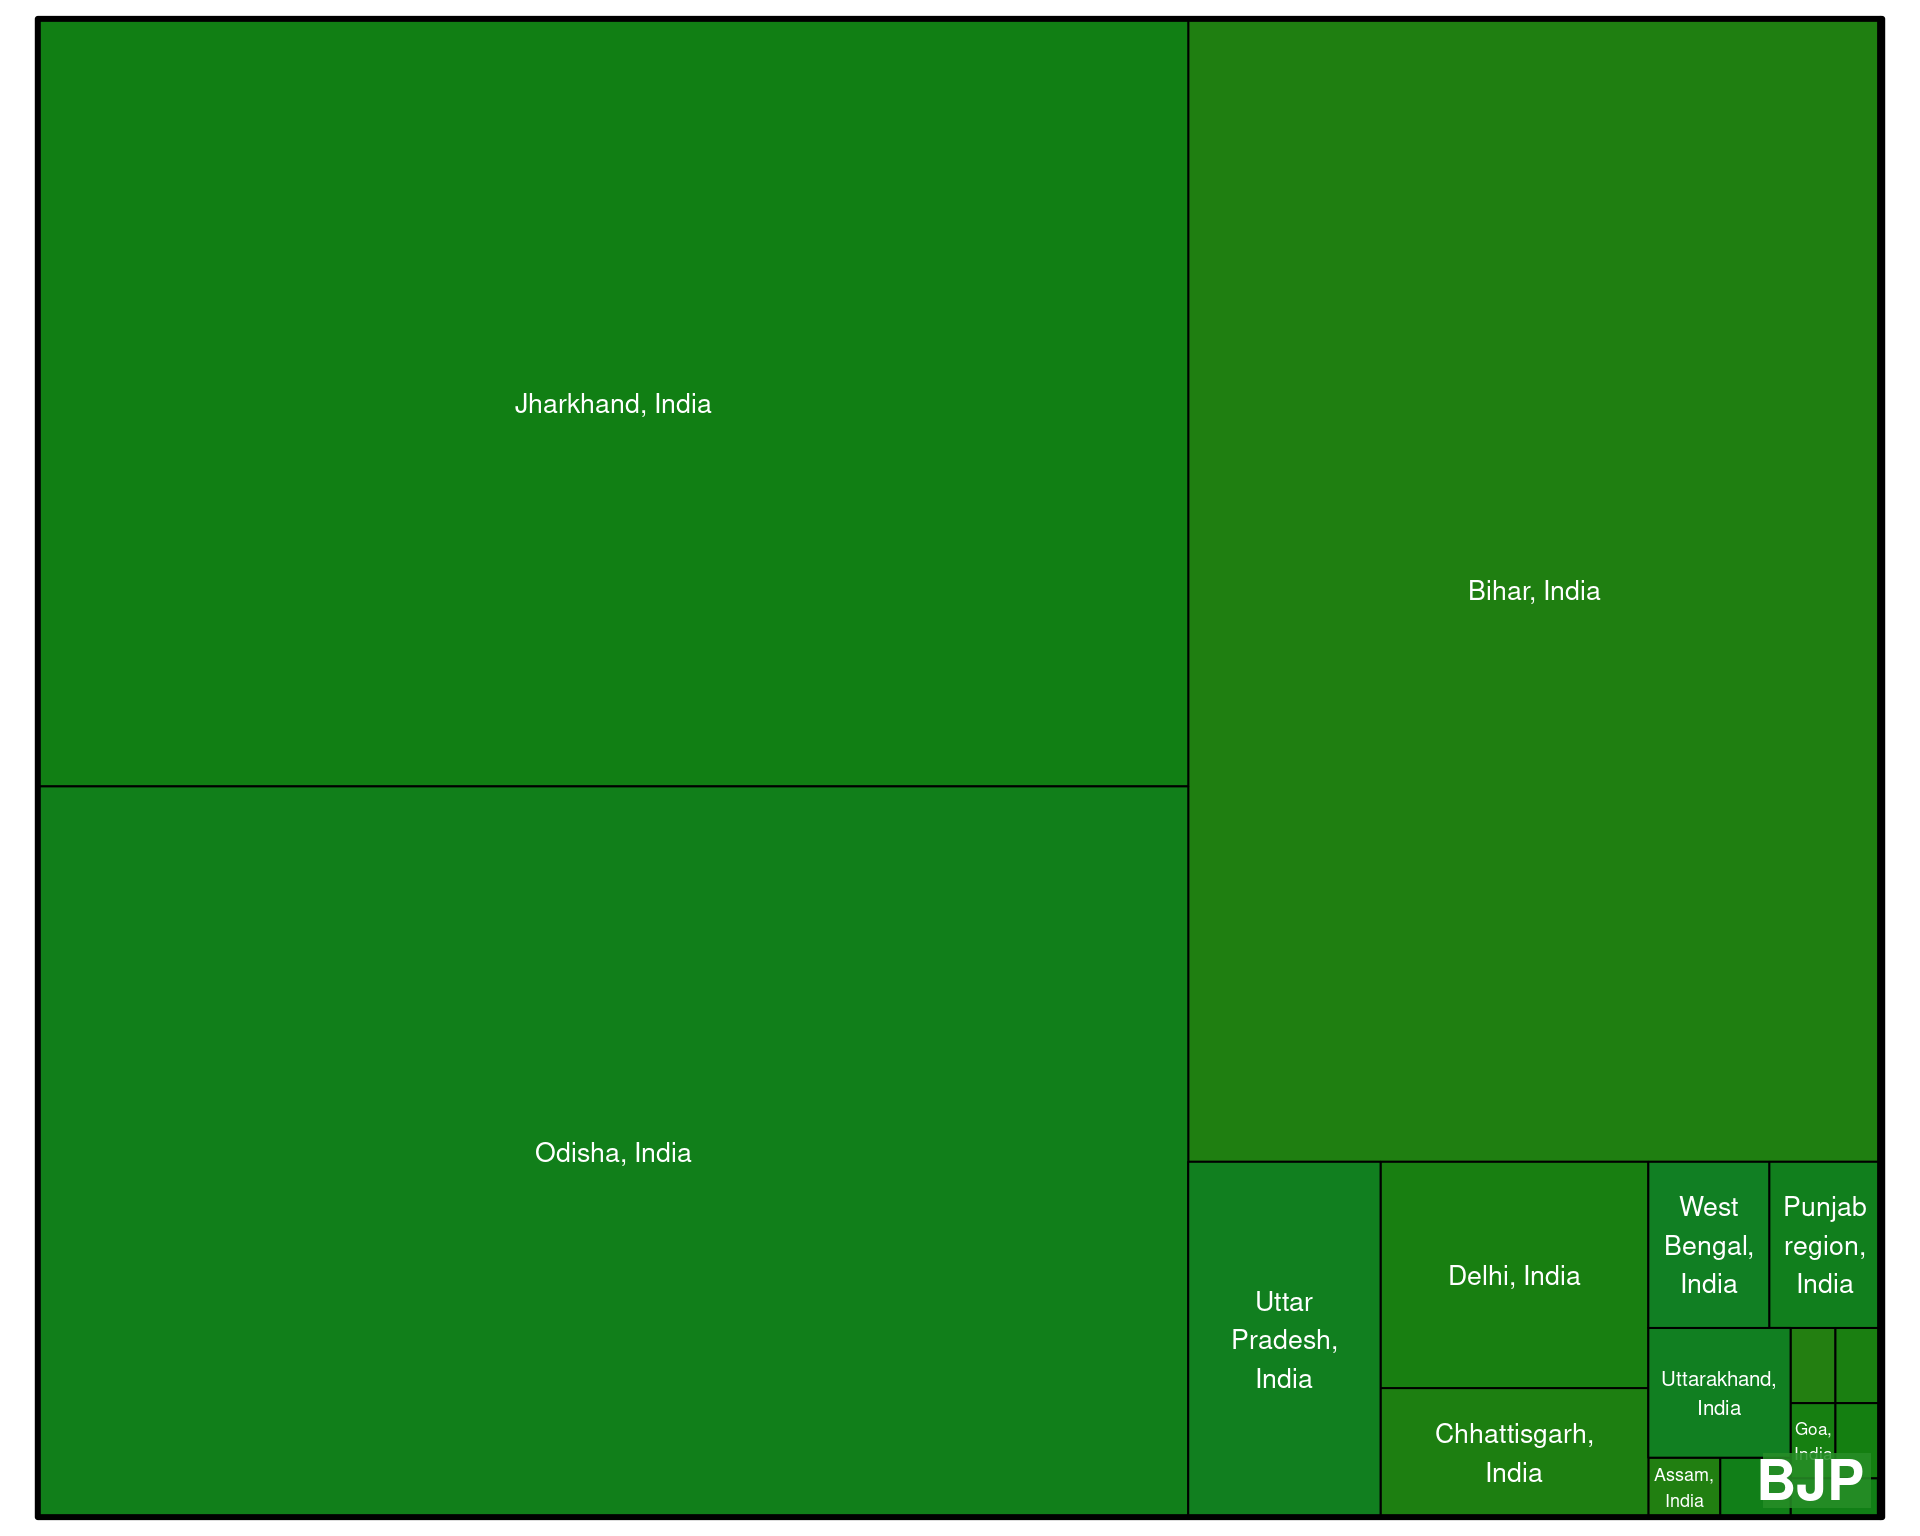 Jharkhand, India
Bihar, India
Odisha, India
Uttar
Pradesh,
India
Delhi, India
Chhattisgarh,
India
West
Bengal,
India
Punjab
region,
India
Uttarakhand,
India
Goa,
India
Assam,
India
BJP